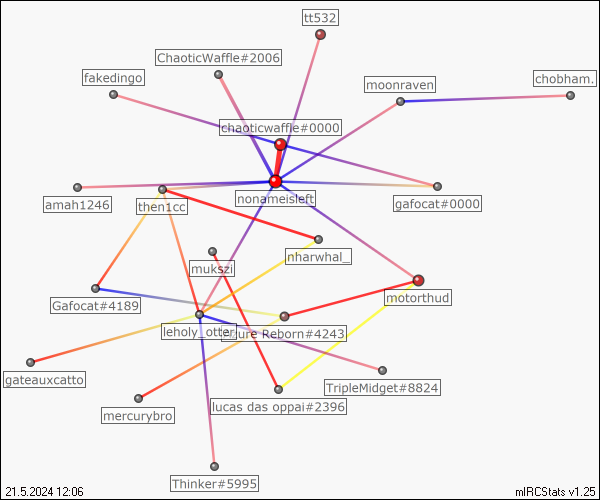 tt532
ChaoticWaffle#2006
fakedingo
moonraven
chobham.
chaoticwaffle#0000
nonameisleft
amah1246
then1cc
gafocat#0000
nharwhal_
mukszi
motorthud
Gafocat#4189
leholy_otter
Reborn#4243
gateauxcatto
TripleMidget#8824
mercurybro
lucas das oppai#2396
Thinker#5995
21.5.2024 12:06
mIRCStats v1.25